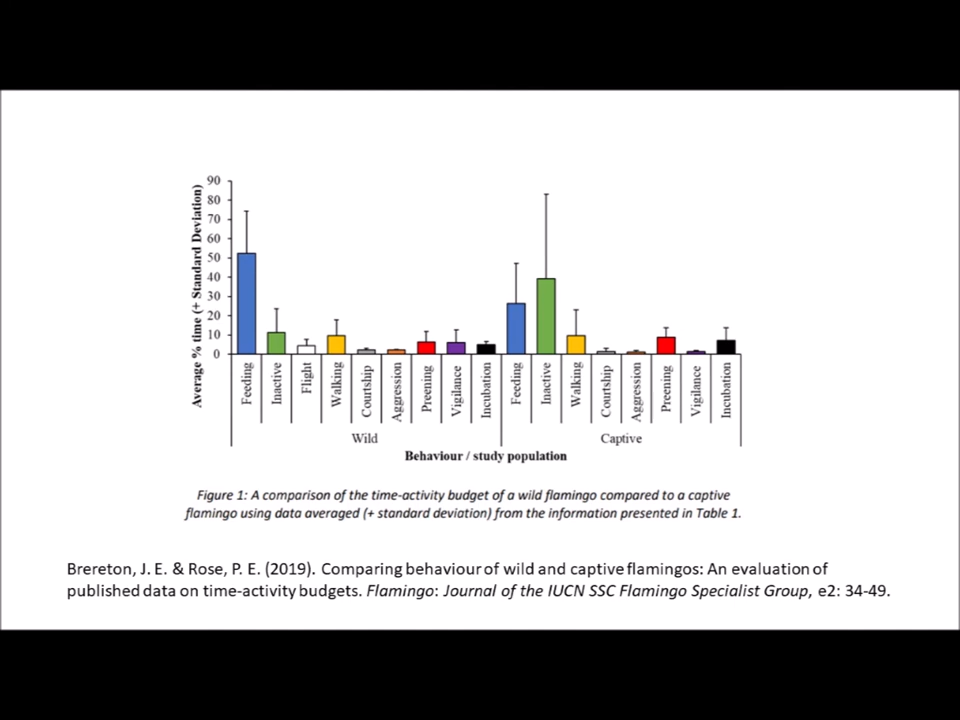 Average % time (+ Standard Deviation)
90
80
70
60
50
40
30
20
10
0
Feeding
Inactive
Flight
Walking
Courtship
Aggression
Preening
Vigilance
Incubation
Feeding
Inactive
Walking
Courtship
Aggression
Preening
Vigilance
Incubation
Wild
Captive
Behaviour / study population
Figure 1: A comparison of the time-activity budget of a wild flamingo compared to a captive
flamingo using data averaged (+ standard deviation) from the information presented in Table 1.
Brereton, J. E. & Rose, P. E. (2019). Comparing behaviour of wild and captive flamingos: An evaluation of
published data on time-activity budgets. Flamingo: Journal of the IUCN SSC Flamingo Specialist Group, e2: 34-49.